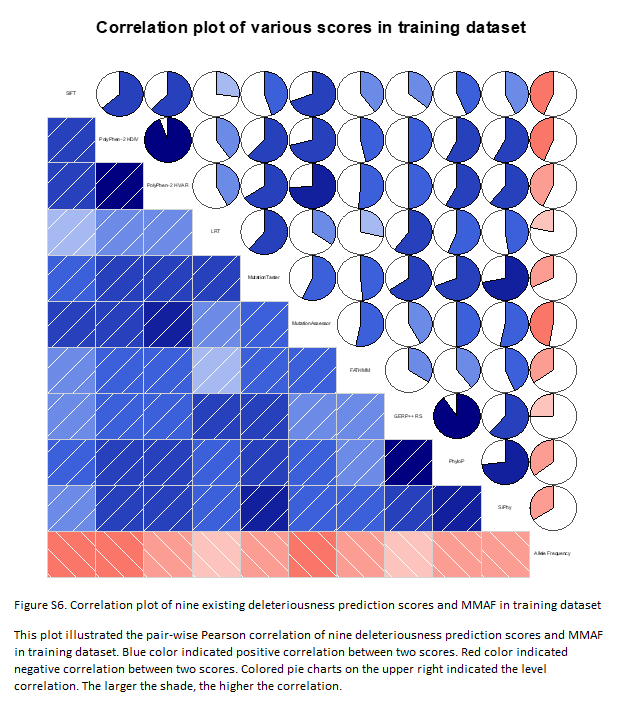 Correlation plot of various scores in training dataset
SIFT
PolyPhen-2 HDIV
PolyPhen-2 HVAR
LRT
MutationTaster
MutationAssessor
FATHMM
GERP++ RS
PhyloP
SiPhy
Allele Frequency
Figure S6. Correlation plot of nine existing deleteriousness prediction scores and MMAF in training dataset
This plot illustrated the pair-wise Pearson correlation of nine deleteriousness prediction scores and MMAF
in training dataset. Blue color indicated positive correlation between two scores. Red color indicated
negative correlation between two scores. Colored pie charts on the upper right indicated the level
correlation. The larger the shade, the higher the correlation.